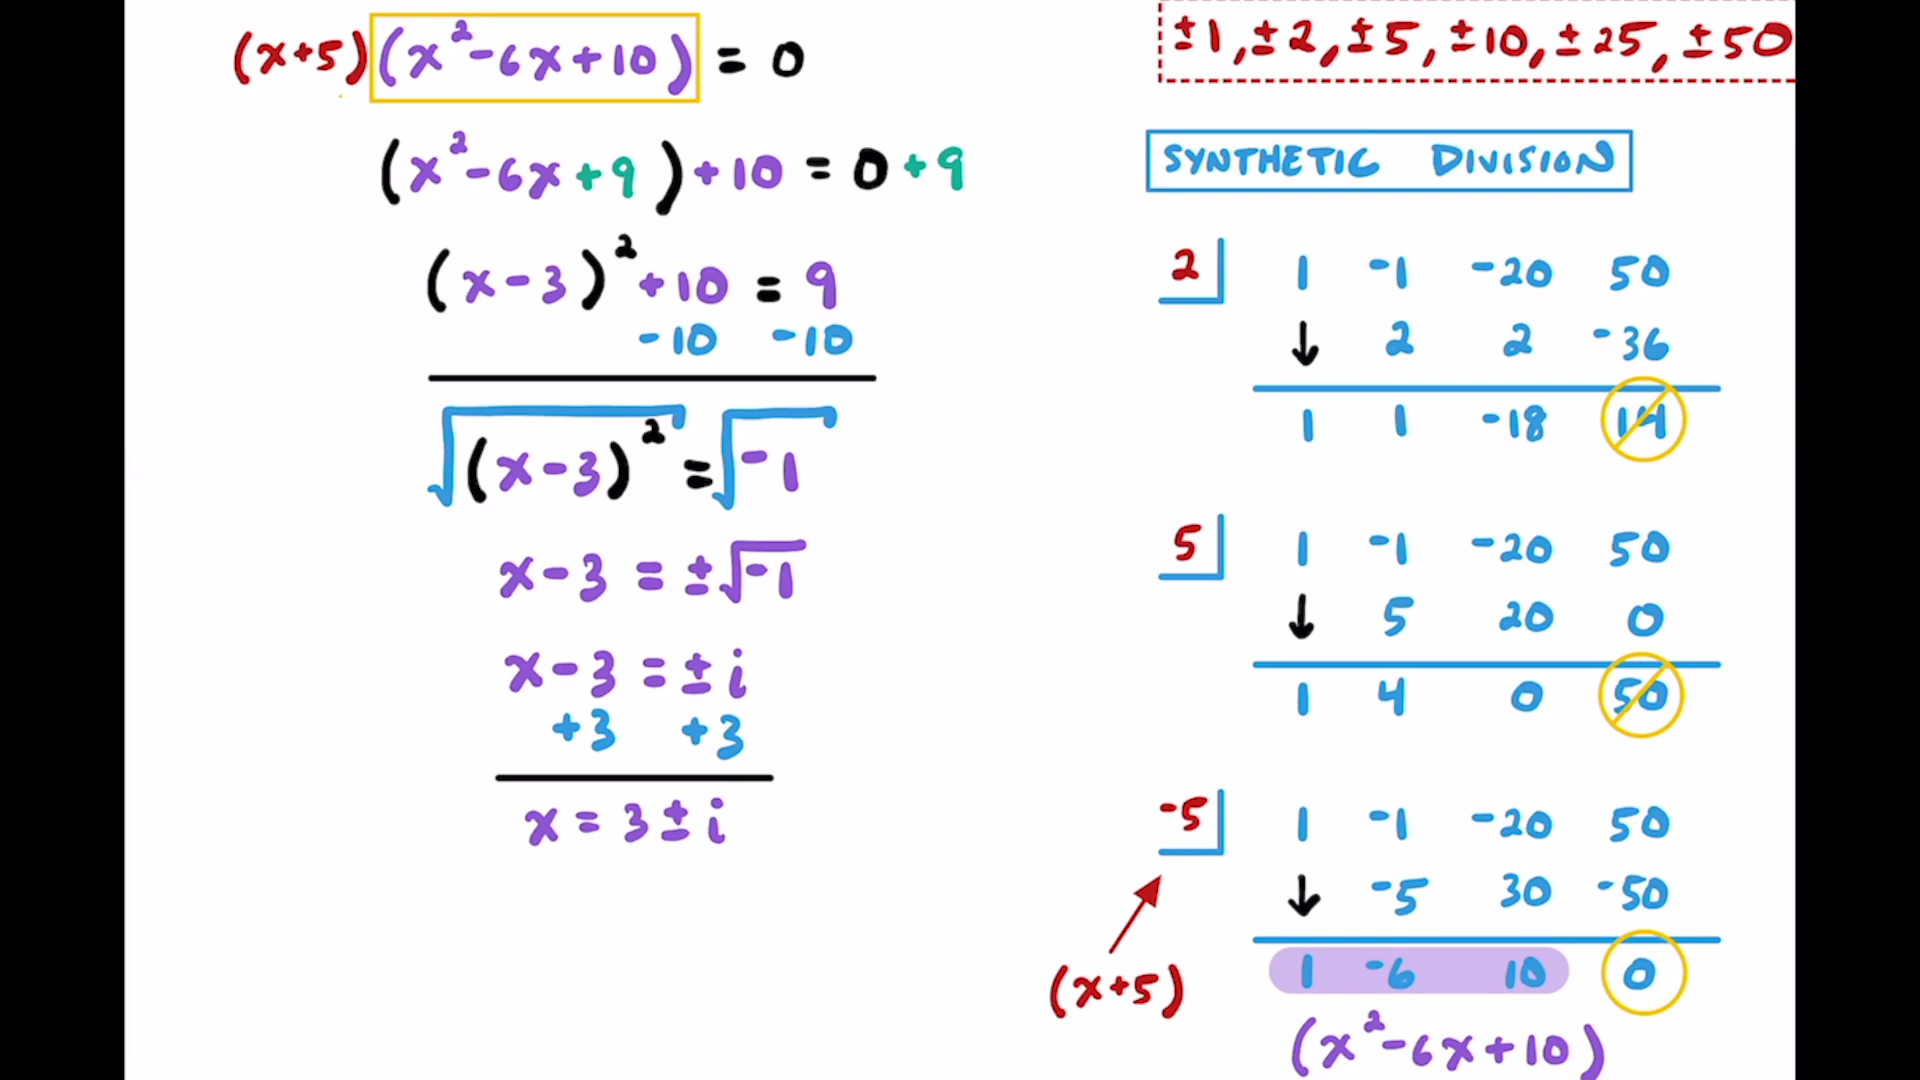 (x+5)(x²-6x+10) = 0
(x²-6x+9)+10 = 0+9
(x-3)²+10 = 9
-10 -10
√(x-3)² = √-1
x-3 = ±√-1
x-3 = ±i
+3 +3
x = 3±i
±1, ±2, ±5, ±10, ±25, ±50
SYNTHETIC DIVISION
2 1 -1 -20 50
↓ 2 2 -36
1 1 -18 14
5 1 -1 -20 50
↓ 5 20 0
1 4 0 50
-5 1 -1 -20 50
↓ -5 30 -50
(x+5) 1 -6 10 0
(x²-6x+10)